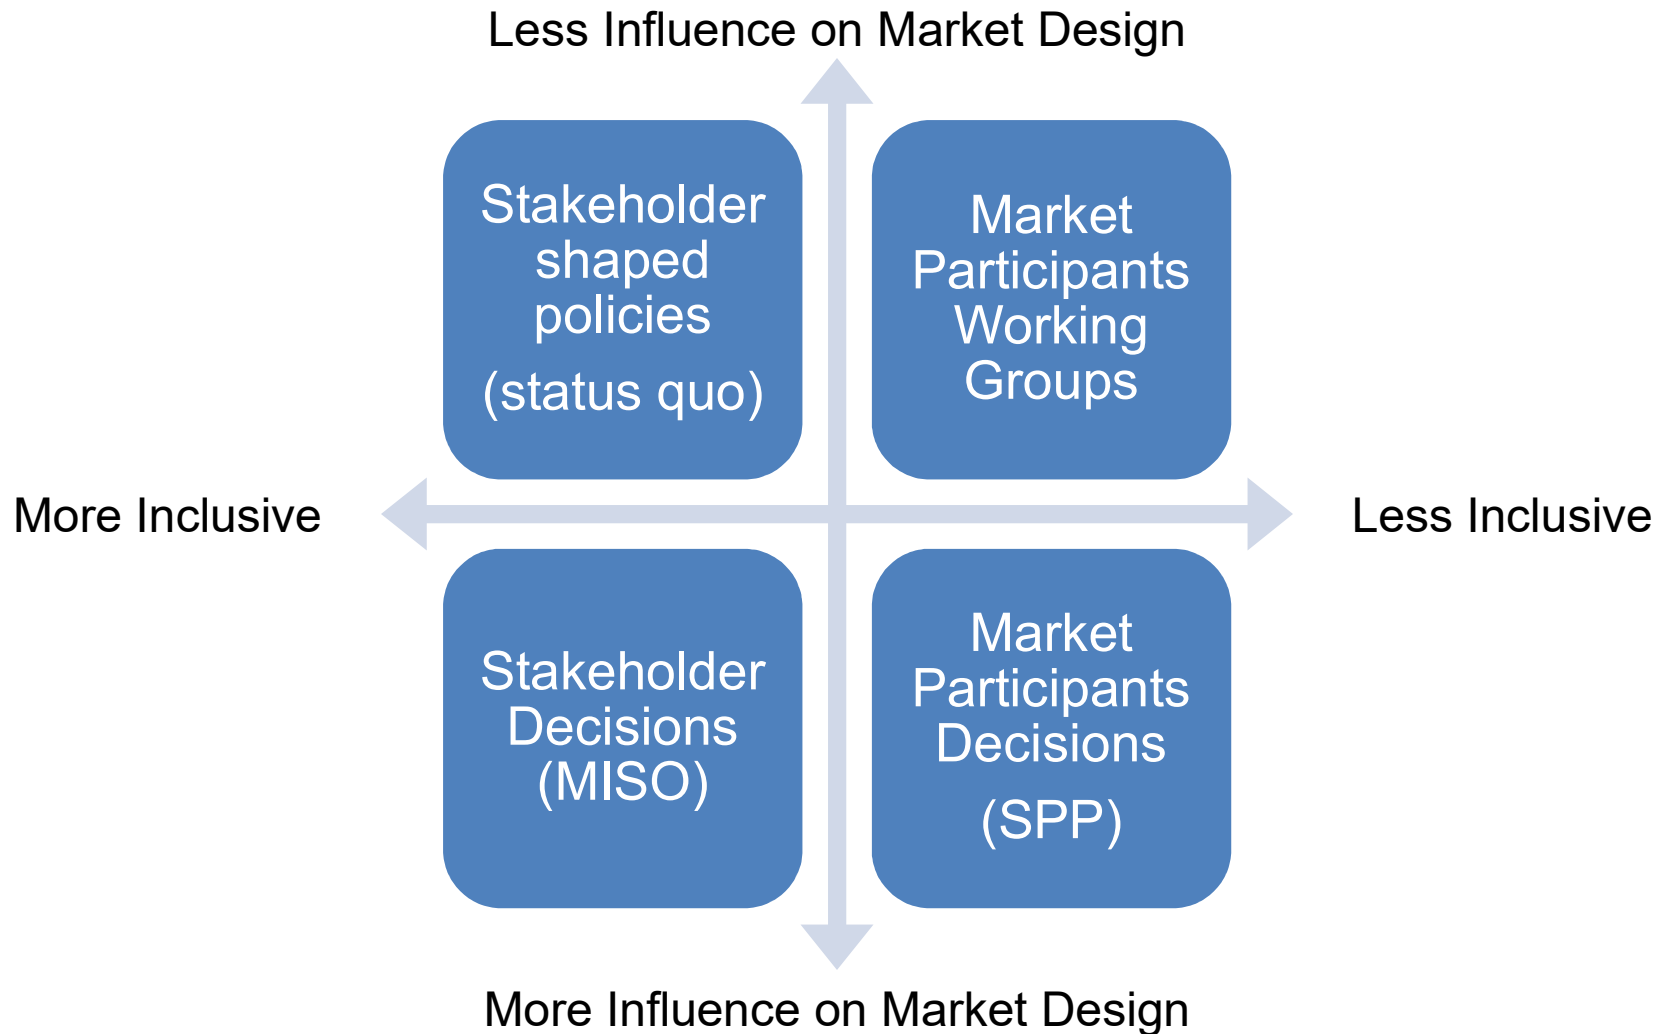 Less Influence on Market Design
Stakeholder
shaped
policies
(status quo)
Market
Participants
Working
Groups
More Inclusive
Less Inclusive
Stakeholder
Decisions
(MISO)
Market
Participants
Decisions
(SPP)
More Influence on Market Design